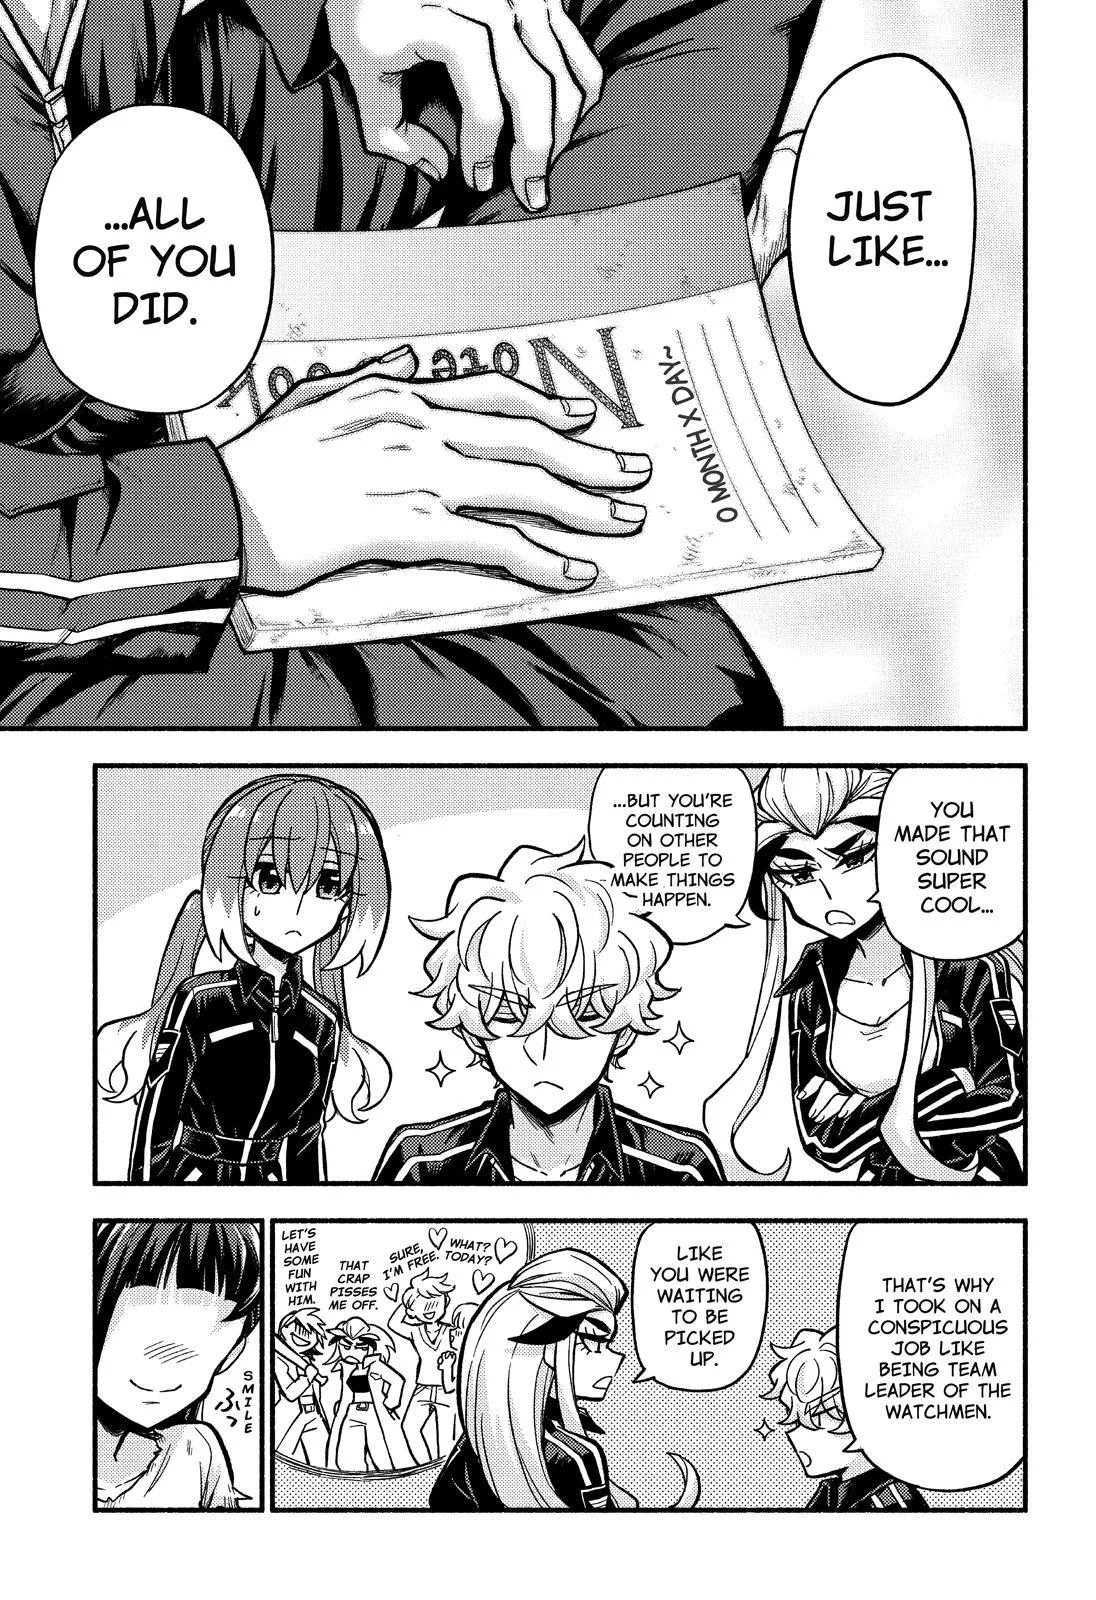 JUST
LIKE...
...ALL
OF YOU
DID.
Notebook
0 MONTH X DAY~
YOU
MADE THAT
SOUND
SUPER
COOL...
...BUT YOU'RE
COUNTING
ON OTHER
PEOPLE TO
MAKE THINGS
HAPPEN.
THAT'S WHY
I TOOK ON A
CONSPICUOUS
JOB LIKE
BEING TEAM
LEADER OF THE
WATCHMEN.
LIKE
YOU WERE
WAITING
TO BE
PICKED
UP.
WHAT?
TODAY?
SURE,
I'M FREE.
THAT
CRAP
PISSES
ME OFF.
LET'S
HAVE
SOME
FUN
WITH
HIM.
SMILE
ふっ